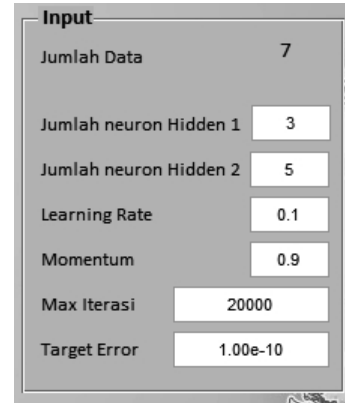 Input
Jumlah Data 7
Jumlah neuron Hidden 1 3
Jumlah neuron Hidden 2 5
Learning Rate 0.1
Momentum 0.9
Max Iterasi 20000
Target Error 1.00e-10